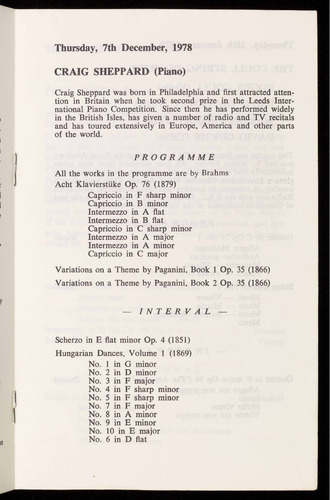 Thursday, 7th December, 1978
CRAIG SHEPPARD (Piano)
Craig Sheppard was born in Philadelphia and first attracted atten-
tion in Britain when he took second prize in the Leeds Inter-
national Piano Competition. Since then he has performed widely
in the British Isles, has given a number of radio and TV recitals
and has toured extensively in Europe, America and other parts
of the world.
PROGRAMME
All the works in the programme are by Brahms
Acht Klavierstüke Op. 76 (1879)
Capriccio in F sharp minor
Capriccio in B minor
Intermezzo in A flat
Intermezzo in B flat
Capriccio in C sharp minor
Intermezzo in A major
Intermezzo in A minor
Capriccio in C major
Variations on a Theme by Paganini, Book 1 Op. 35 (1866)
Variations on a Theme by Paganini, Book 2 Op. 35 (1866)
— INTERVAL —
Scherzo in E flat minor Op. 4 (1851)
Hungarian Dances, Volume 1 (1869)
No. 1 in G minor
No. 2 in D minor
No. 3 in F major
No. 4 in F sharp minor
No. 5 in F sharp minor
No. 7 in F major
No. 8 in A minor
No. 9 in E minor
No. 10 in E major
No. 6 in D flat